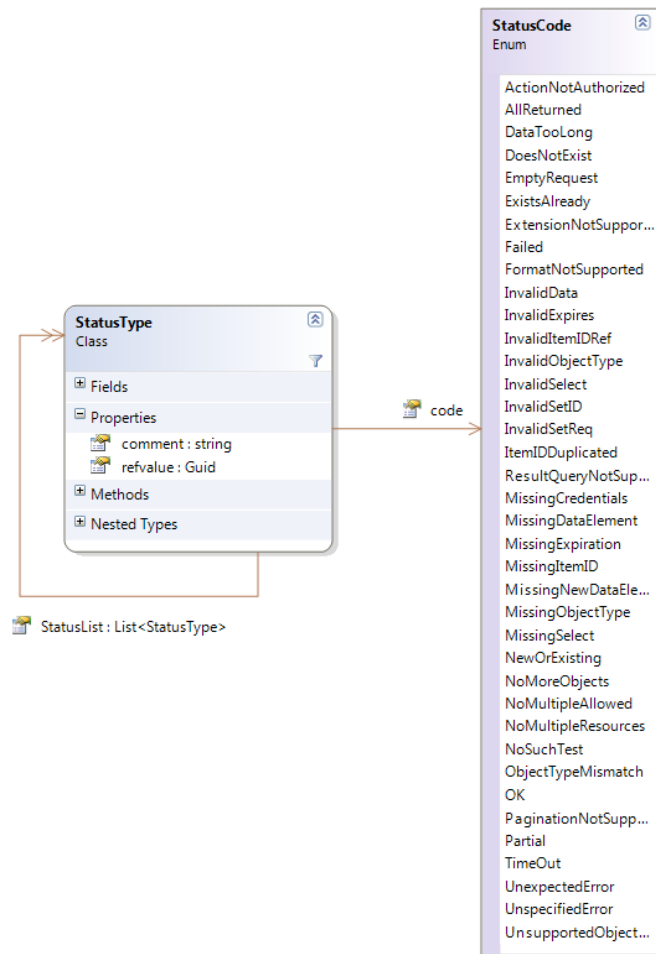 StatusCode
Enum
ActionNotAuthorized
AllReturned
DataTooLong
DoesNotExist
EmptyRequest
ExistsAlready
ExtensionNotSuppor...
Failed
FormatNotSupported
InvalidData
InvalidExpires
InvalidItemIDRef
InvalidObjectType
InvalidSelect
InvalidSetID
InvalidSetReq
ItemIDDuplicated
ResultQueryNotSup...
MissingCredentials
MissingDataElement
MissingExpiration
MissingItemID
MissingNewDataEle...
MissingObjectType
MissingSelect
NewOrExisting
NoMoreObjects
NoMultipleAllowed
NoMultipleResources
NoSuchTest
ObjectTypeMismatch
OK
PaginationNotSupp...
Partial
TimeOut
UnexpectedError
UnspecifiedError
UnsupportedObject...
StatusType
Class
Fields
Properties
comment : string
refvalue : Guid
Methods
Nested Types
code
StatusList : List<StatusType>